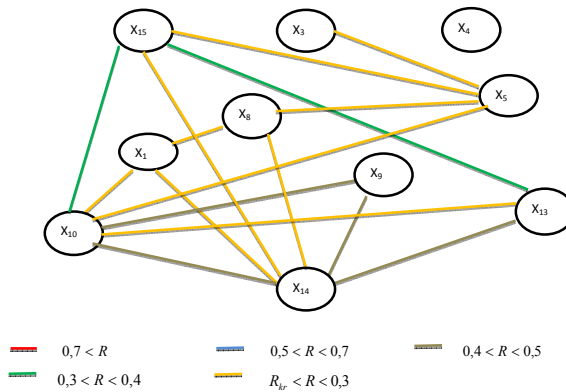 X15 X3 X4
X5
X8
X1
X9
X13
X10
X14
0,7 < R 0,5 < R < 0,7 0,4 < R < 0,5
0,3 < R < 0,4 Rkr < R < 0,3